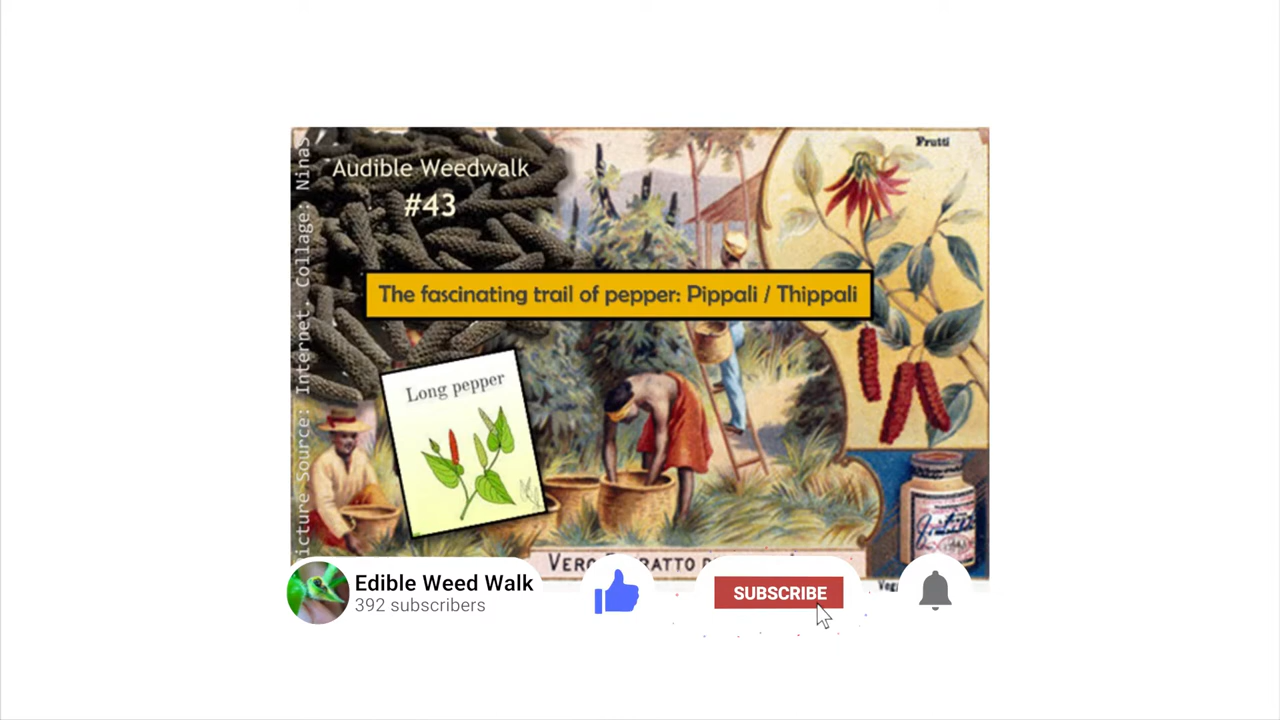 Audible Weedwalk
#43
Frutti
The fascinating trail of pepper: Pippali / Thippali
Long pepper
icture Source: Internet. Collage: NinaS
Edible Weed Walk
392 subscribers
SUBSCRIBE